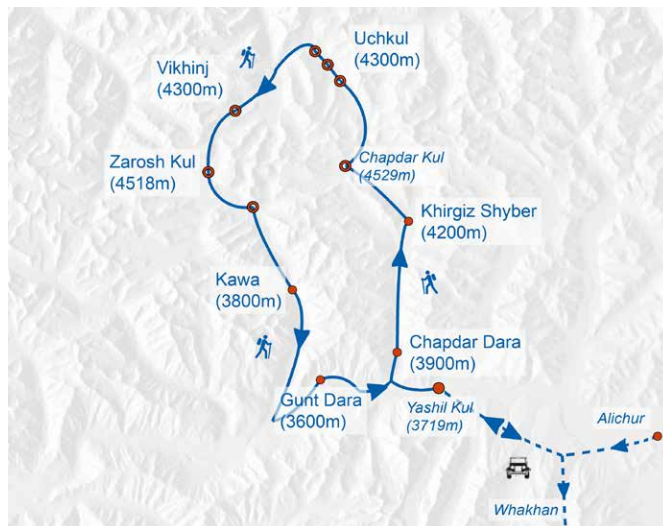 Uchkul
(4300m)
Vikhinj
(4300m)
Chapdar Kul
(4529m)
Zarosh Kul
(4518m)
Khirgiz Shyber
(4200m)
Kawa
(3800m)
Chapdar Dara
(3900m)
Gunt Dara
(3600m)
Yashil Kul
(3719m)
Alichur
Whakhan